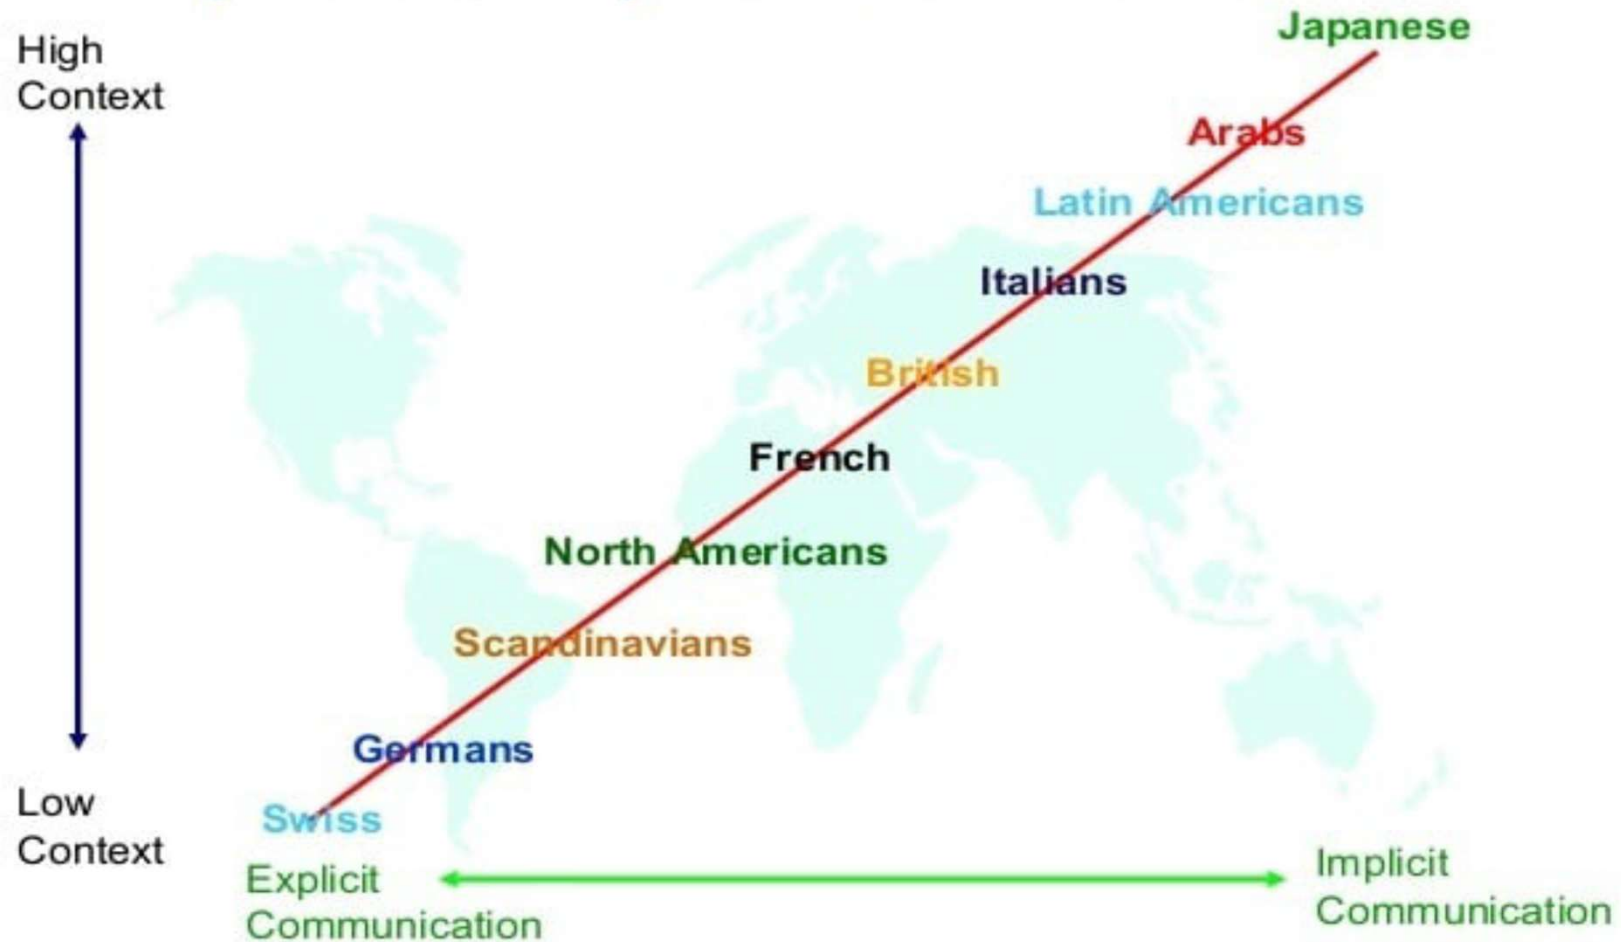 High
Context
Japanese
Arabs
Latin Americans
Italians
British
French
North Americans
Scandinavians
Germans
Swiss
Low
Context
Explicit
Communication
Implicit
Communication